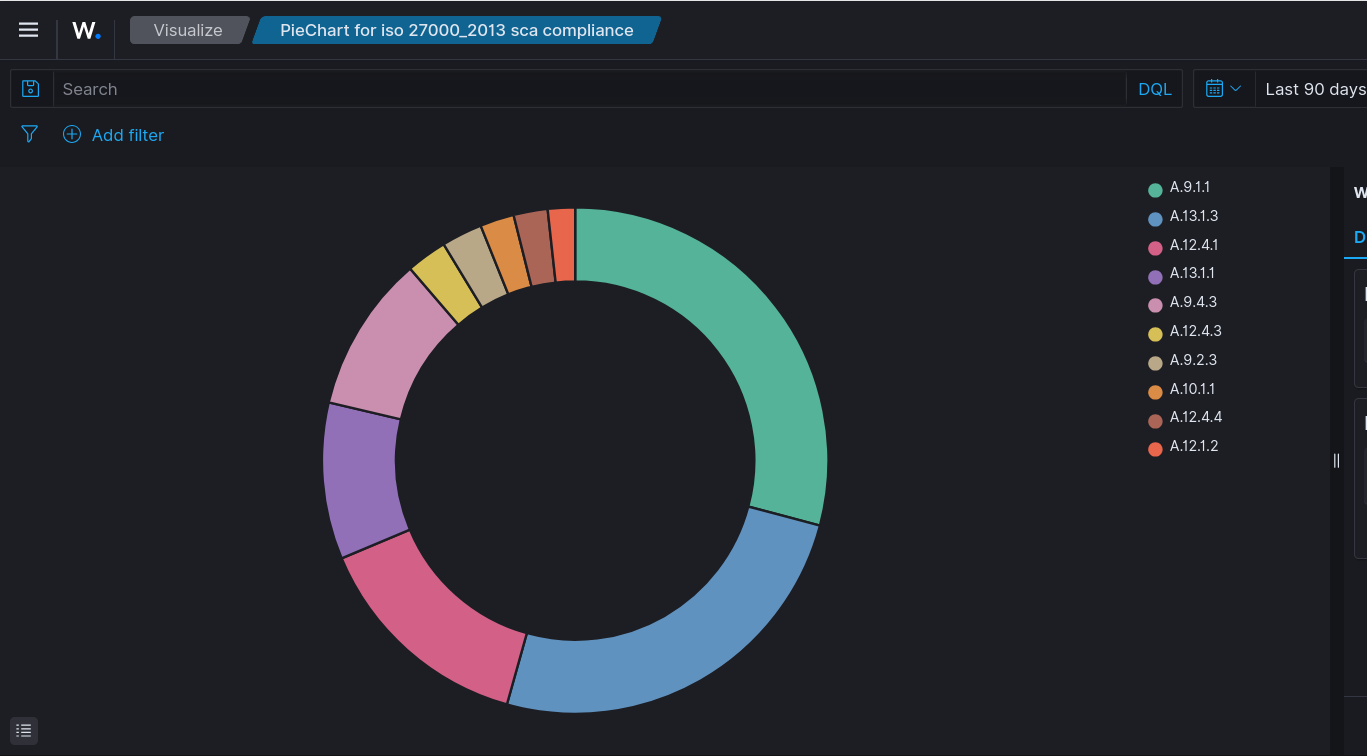 W.
Visualize
PieChart for iso 27000_2013 sca compliance
Search
DQL
Last 90 days
Add filter
A.9.1.1
A.13.1.3
A.12.4.1
A.13.1.1
A.9.4.3
A.12.4.3
A.9.2.3
A.10.1.1
A.12.4.4
A.12.1.2